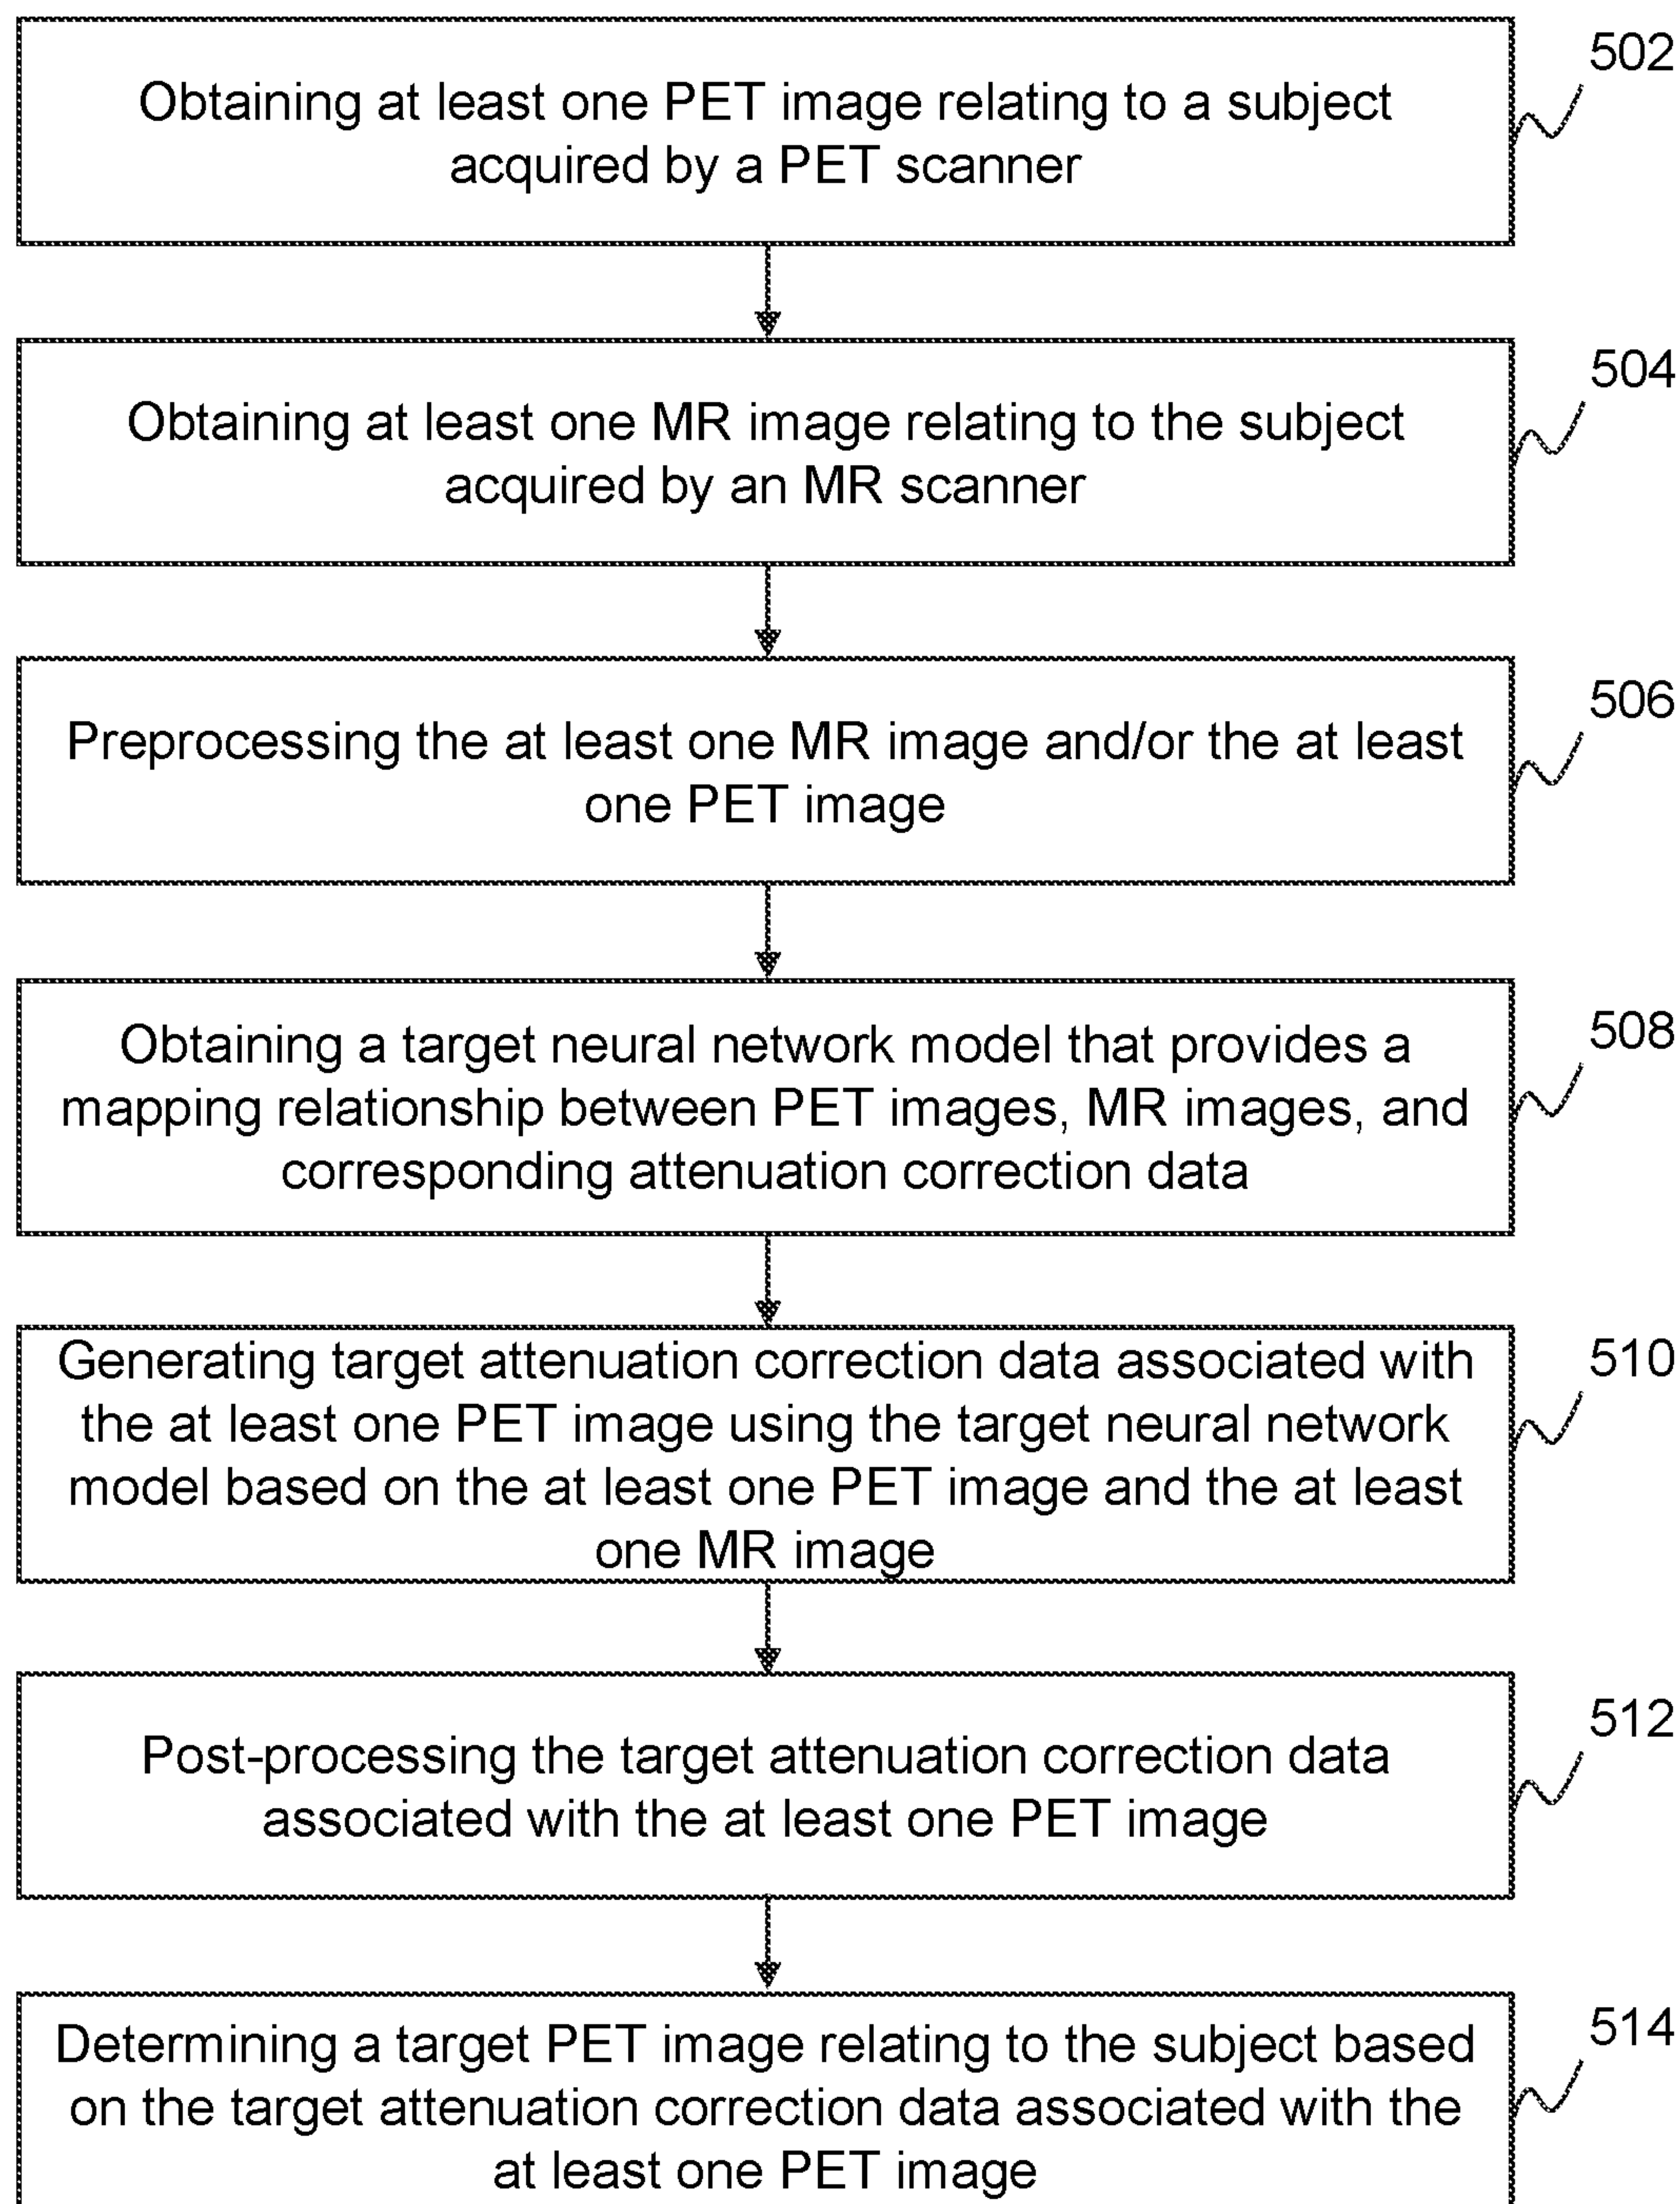 502
Obtaining at least one PET image relating to a subject
acquired by a PET scanner
504
Obtaining at least one MR image relating to the subject
acquired by an MR scanner
506
Preprocessing the at least one MR image and/or the at least
one PET image
508
Obtaining a target neural network model that provides a
mapping relationship between PET images, MR images, and
corresponding attenuation correction data
510
Generating target attenuation correction data associated with
the at least one PET image using the target neural network
model based on the at least one PET image and the at least
one MR image
512
Post-processing the target attenuation correction data
associated with the at least one PET image
514
Determining a target PET image relating to the subject based
on the target attenuation correction data associated with the
at least one PET image